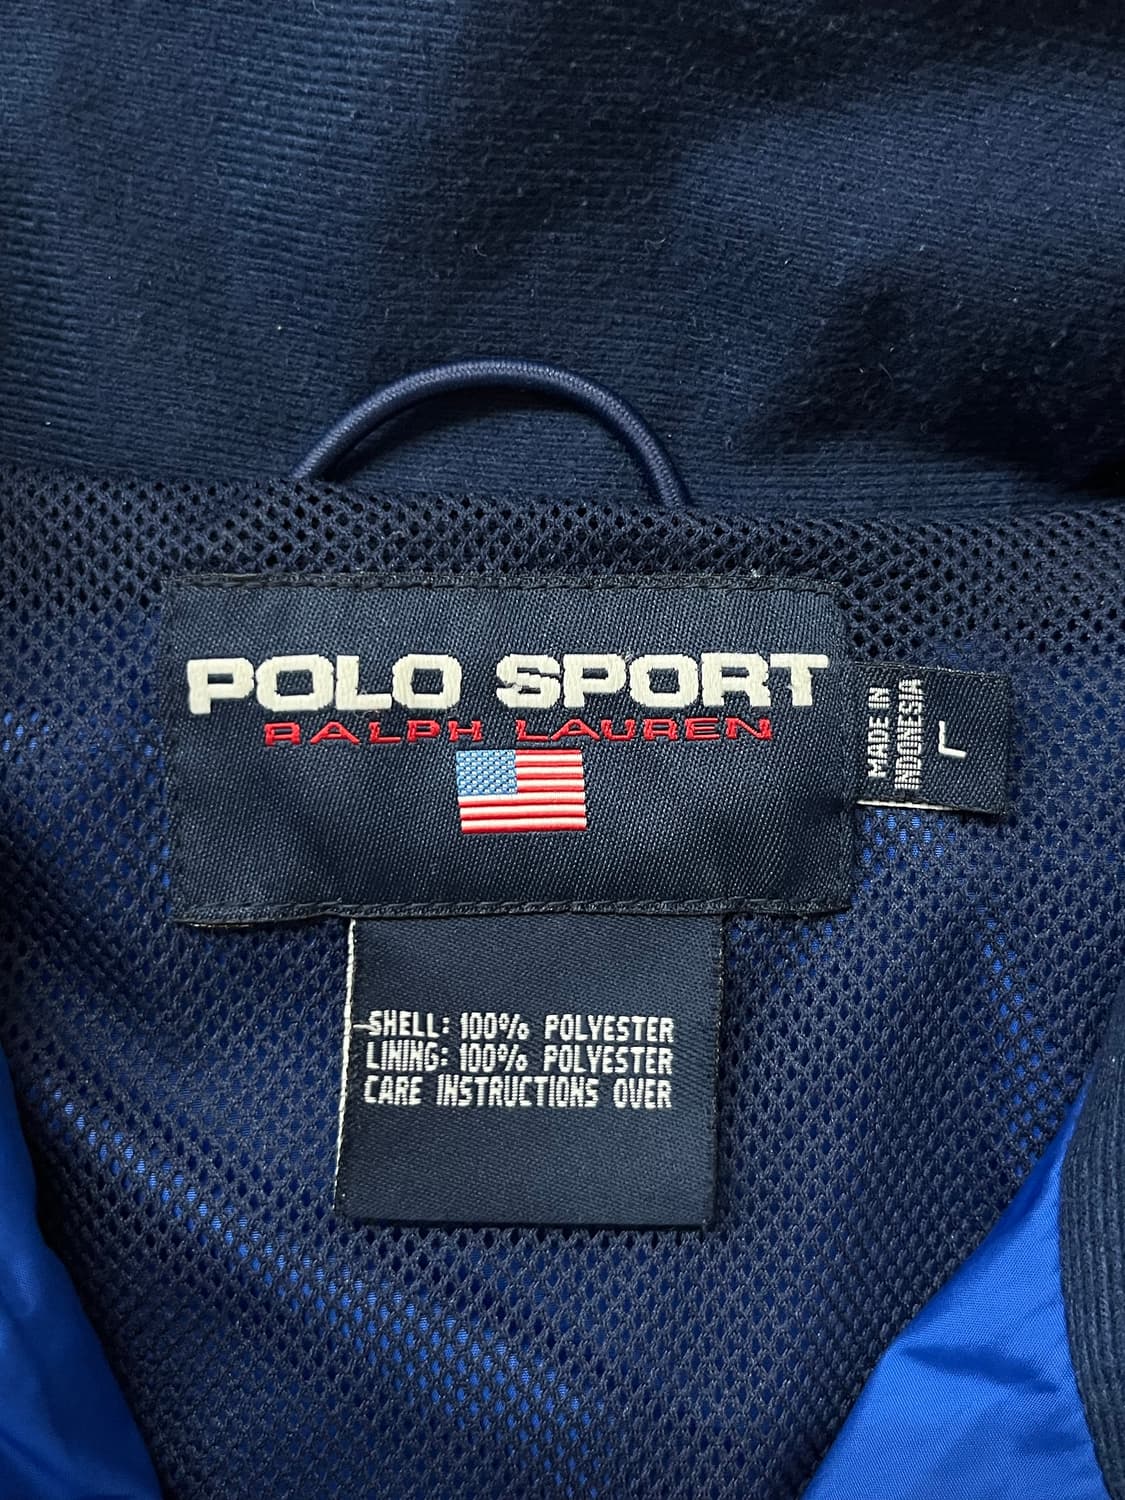 POLO SPORT
RALPH LAUREN
MADE IN
INDONESIA
L
SHELL: 100% POLYESTER
LINING: 100% POLYESTER
CARE INSTRUCTIONS OVER